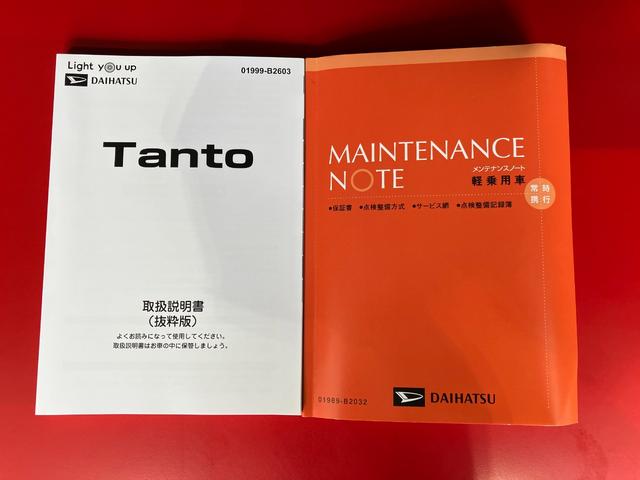 Light you up
DAIHATSU
01999-B2603
Tanto
取扱説明書
（抜粋版）
よくお読みになって使用してください。
取扱説明書はお車の中に保管しましょう。
MAINTENANCE
NOTE
メンテナンスノート
軽乗用車
常時
携行
●保証書 ●点検整備方式 ●サービス網 ●点検整備記録簿
01989-B2032
DAIHATSU